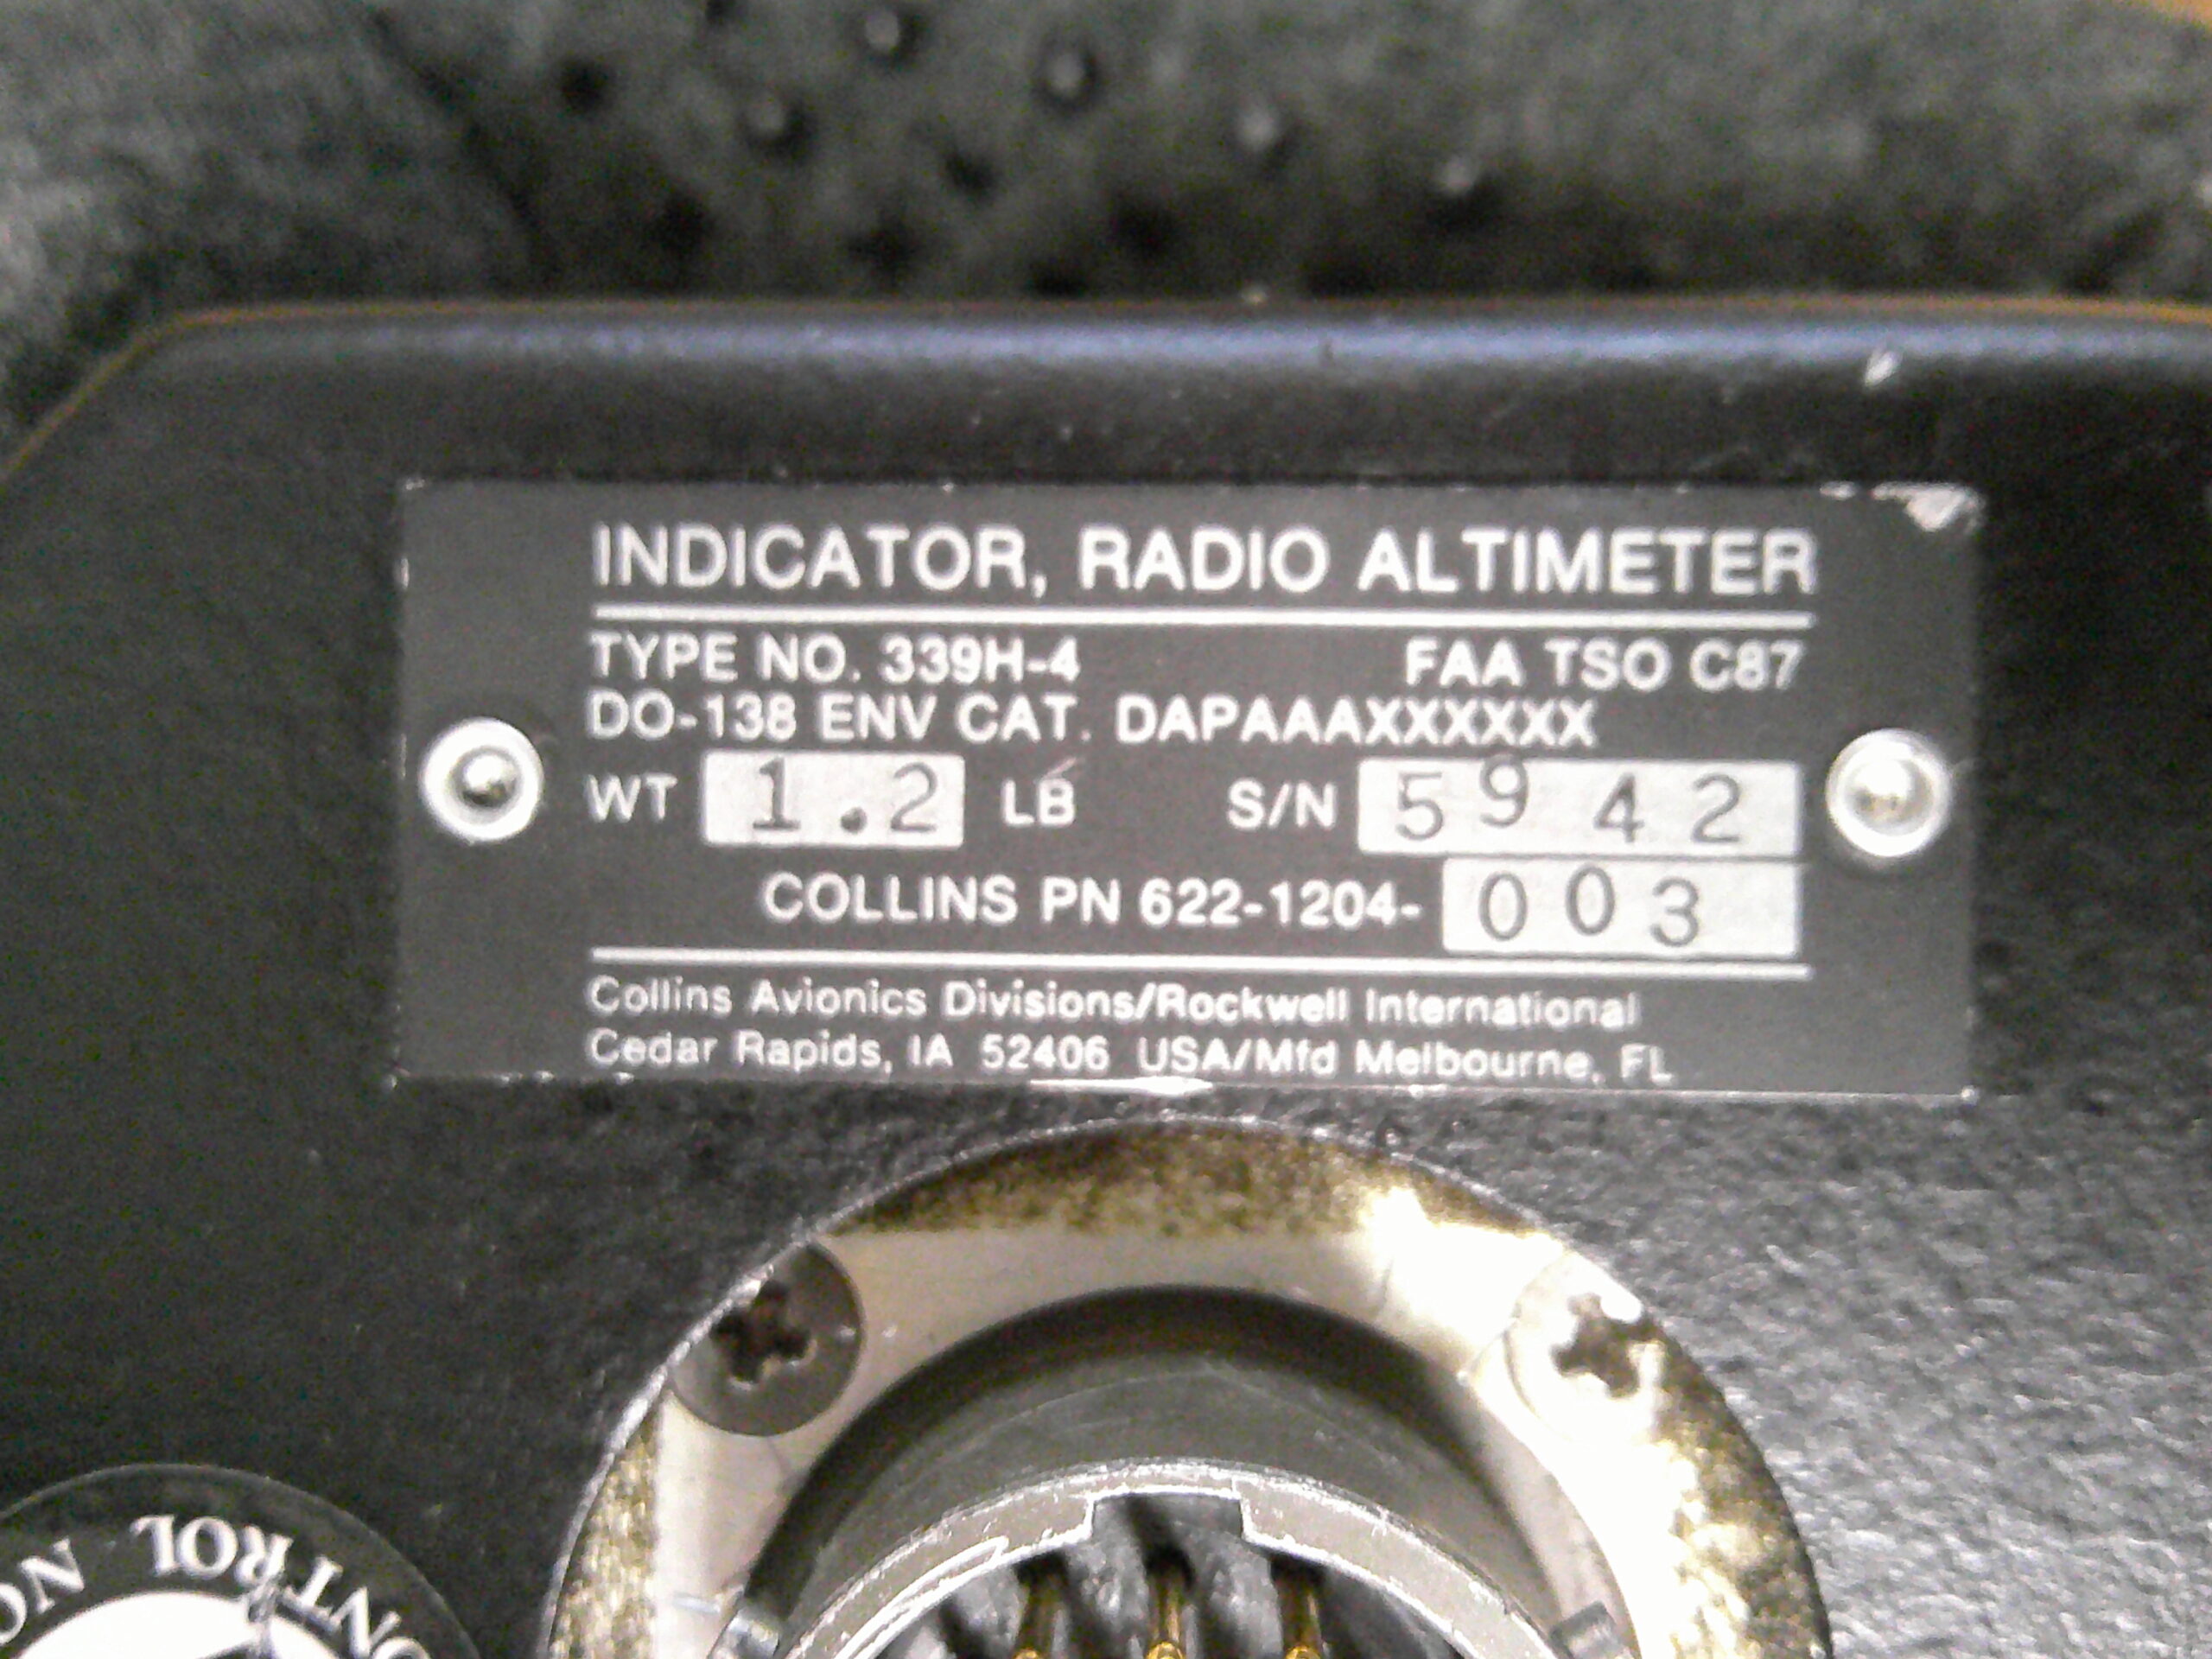 INDICATOR, RADIO ALTIMETER
TYPE NO. 339H-4 FAA TSO C87
DO-138 ENV CAT. DAPAAAXXXXXX
WT 1.2 LB S/N 5942
COLLINS PN 622-1204-003
Collins Avionics Divisions/Rockwell International
Cedar Rapids, IA 52406 USA/Mfd Melbourne, FL